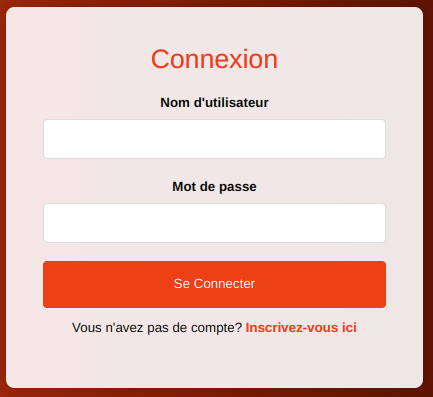 Connexion
Nom d'utilisateur
Mot de passe
Se Connecter
Vous n'avez pas de compte? Inscrivez-vous ici